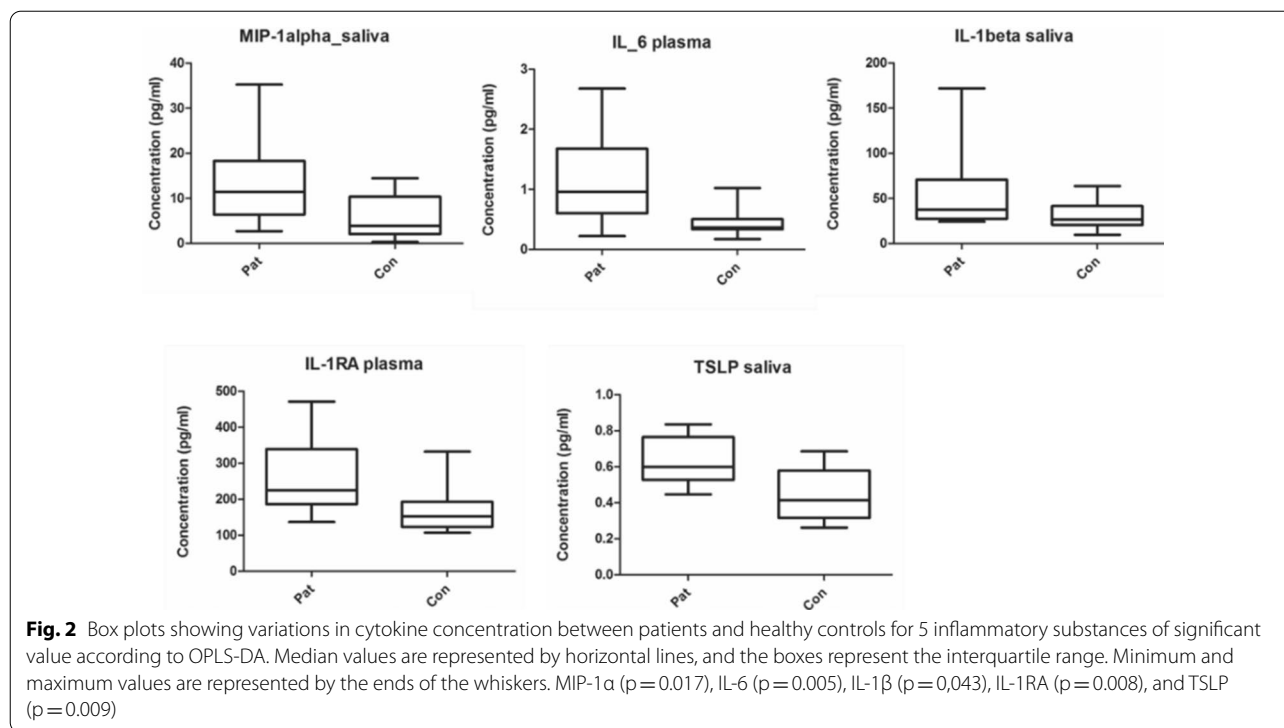 MIP-1alpha_saliva
Concentration (pg/ml)
40
30
20
10
0
Pat
Con
IL_6 plasma
Concentration (pg/ml)
3
2
1
0
Pat
Con
IL-1beta saliva
Concentration (pg/ml)
200
150
100
50
0
Pat
Con
IL-1RA plasma
Concentration (pg/ml)
500
400
300
200
100
0
Pat
Con
TSLP saliva
Concentration (pg/ml)
1.0
0.8
0.6
0.4
0.2
0.0
Pat
Con
Fig. 2 Box plots showing variations in cytokine concentration between patients and healthy controls for 5 inflammatory substances of significant
value according to OPLS-DA. Median values are represented by horizontal lines, and the boxes represent the interquartile range. Minimum and
maximum values are represented by the ends of the whiskers. MIP-1α (p = 0.017), IL-6 (p = 0.005), IL-1β (p = 0,043), IL-1RA (p = 0.008), and TSLP
(p = 0.009)